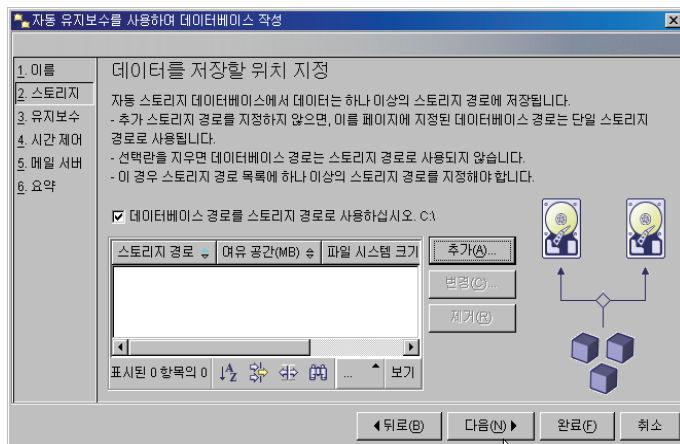 자동 유지보수를 사용하여 데이터베이스 작성
1. 이름
2. 스토리지
3. 유지보수
4. 시간 제어
5. 메일 서버
6. 요약
데이터를 저장할 위치 지정
자동 스토리지 데이터베이스에서 데이터는 하나 이상의 스토리지 경로에 저장됩니다.
- 추가 스토리지 경로를 지정하지 않으면, 이름 페이지에 지정된 데이터베이스 경로는 단일 스토리지
경로로 사용됩니다.
- 선택란을 지우면 데이터베이스 경로는 스토리지 경로로 사용되지 않습니다.
- 이 경우 스토리지 경로 목록에 하나 이상의 스토리지 경로를 지정해야 합니다.
데이터베이스 경로를 스토리지 경로로 사용하십시오. C:\
스토리지 경로 여유 공간(MB) 파일 시스템 크기
추가(A)...
변경(C)...
제거(R)
표시된 0 항목의 0 ... 보기
뒤로(B) 다음(N) 완료(F) 취소